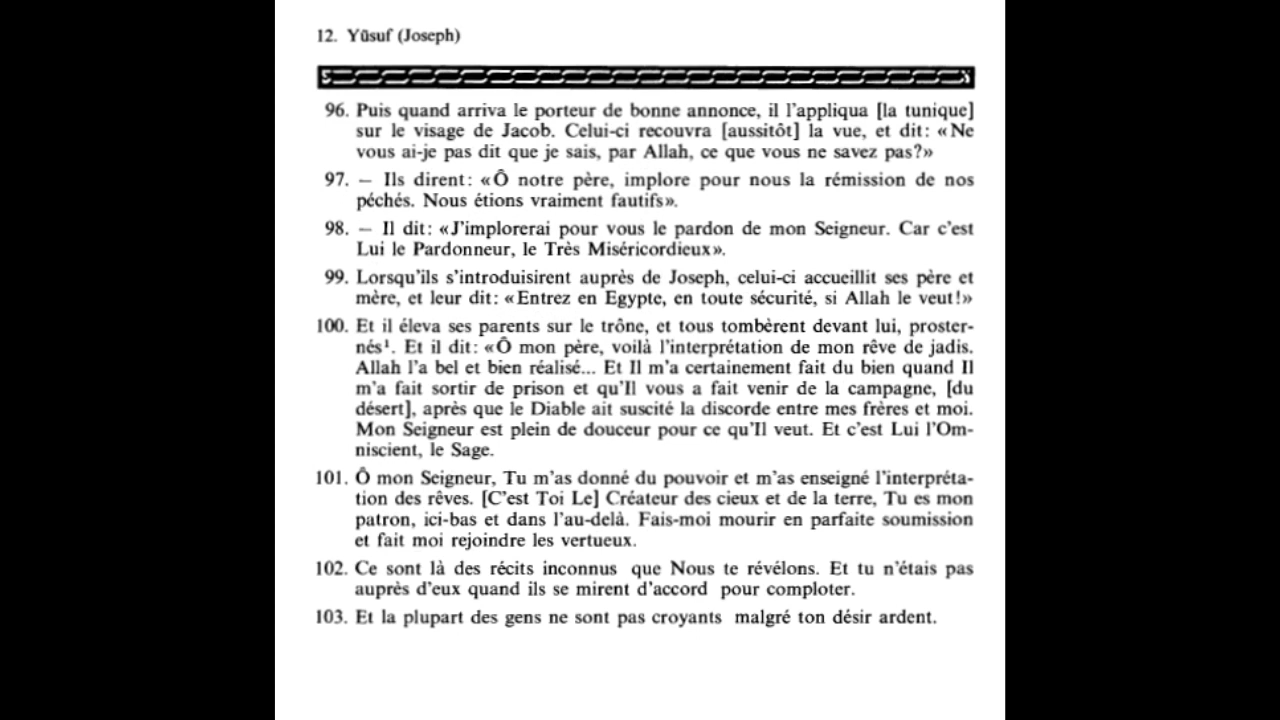 12. Yūsuf (Joseph)
96. Puis quand arriva le porteur de bonne annonce, il l'appliqua [la tunique]
sur le visage de Jacob. Celui-ci recouvra [aussitôt] la vue, et dit: «Ne
vous ai-je pas dit que je sais, par Allah, ce que vous ne savez pas?»
97. — Ils dirent: «Ô notre père, implore pour nous la rémission de nos
péchés. Nous étions vraiment fautifs».
98. — Il dit: «J'implorerai pour vous le pardon de mon Seigneur. Car c'est
Lui le Pardonneur, le Très Miséricordieux».
99. Lorsqu'ils s'introduisirent auprès de Joseph, celui-ci accueillit ses père et
mère, et leur dit: «Entrez en Egypte, en toute sécurité, si Allah le veut!»
100. Et il éleva ses parents sur le trône, et tous tombèrent devant lui, proster-
nés¹. Et il dit: «Ô mon père, voilà l'interprétation de mon rêve de jadis.
Allah l'a bel et bien réalisé... Et Il m'a certainement fait du bien quand Il
m'a fait sortir de prison et qu'Il vous a fait venir de la campagne, [du
désert], après que le Diable ait suscité la discorde entre mes frères et moi.
Mon Seigneur est plein de douceur pour ce qu'Il veut. Et c'est Lui l'Om-
niscient, le Sage.
101. Ô mon Seigneur, Tu m'as donné du pouvoir et m'as enseigné l'interpréta-
tion des rêves. [C'est Toi Le] Créateur des cieux et de la terre, Tu es mon
patron, ici-bas et dans l'au-delà. Fais-moi mourir en parfaite soumission
et fait moi rejoindre les vertueux.
102. Ce sont là des récits inconnus que Nous te révélons. Et tu n'étais pas
auprès d'eux quand ils se mirent d'accord pour comploter.
103. Et la plupart des gens ne sont pas croyants malgré ton désir ardent.